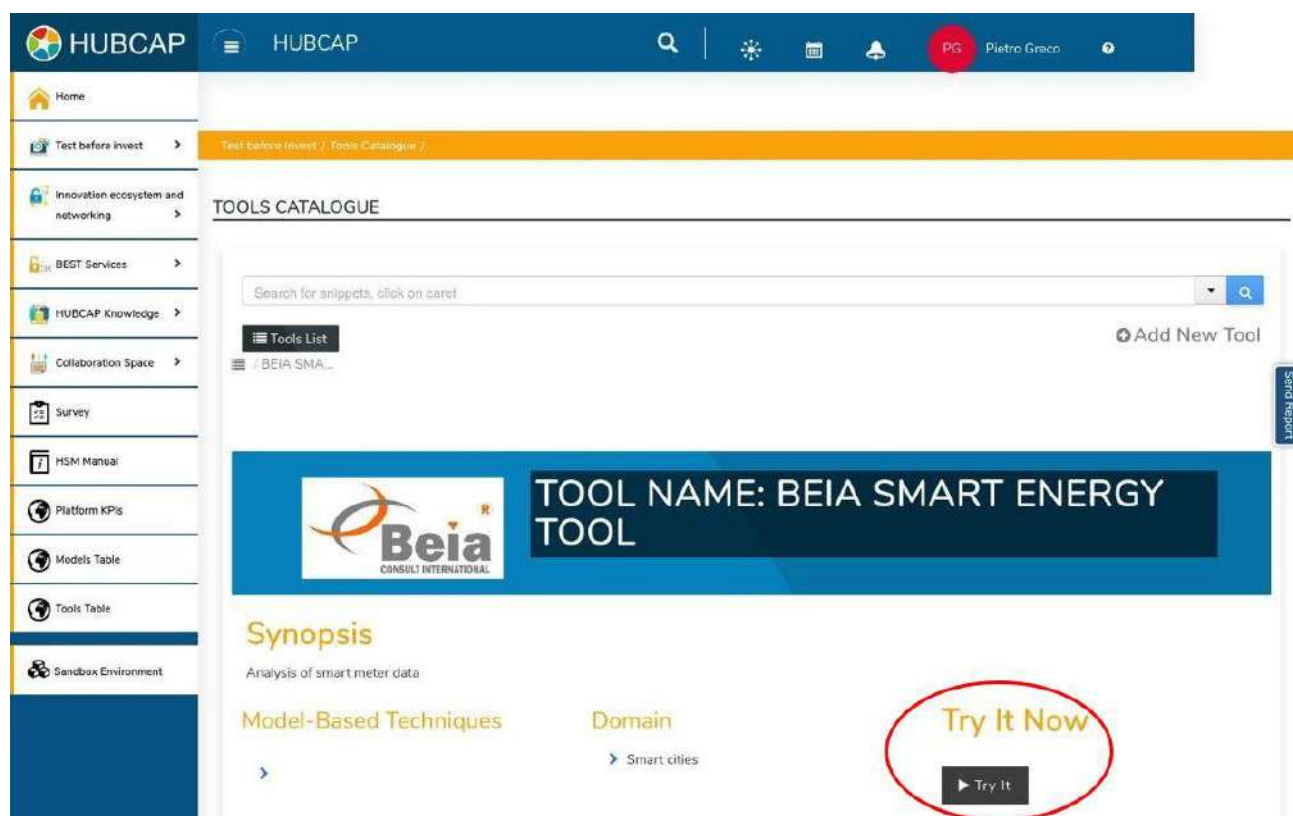 HUBCAP
HUBCAP
PG
Pietro Greco
Home
Test before invest
Innovation ecosystem and
networking
BEST Services
HUBCAP Knowledge
Collaboration Space
Survey
HSM Manual
Platform KPIs
Models Table
Tools Table
Sandbox Environment
Test before invest / Tools Catalogue /
TOOLS CATALOGUE
Search for snippets, click on caret
Tools List
Add New Tool
/ BEIA SMA...
Send Report
Beia
®
CONSULT INTERNATIONAL
TOOL NAME: BEIA SMART ENERGY
TOOL
Synopsis
Analysis of smart meter data
Model-Based Techniques
Domain
Smart cities
Try It Now
Try It